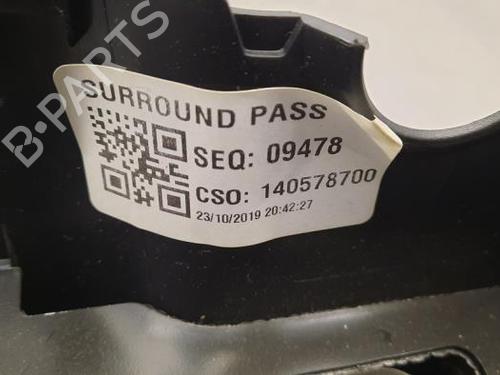 SURROUND PASS
SEQ: 09478
CSO: 140578700
23/10/2019 20:42:27
B-PARTS